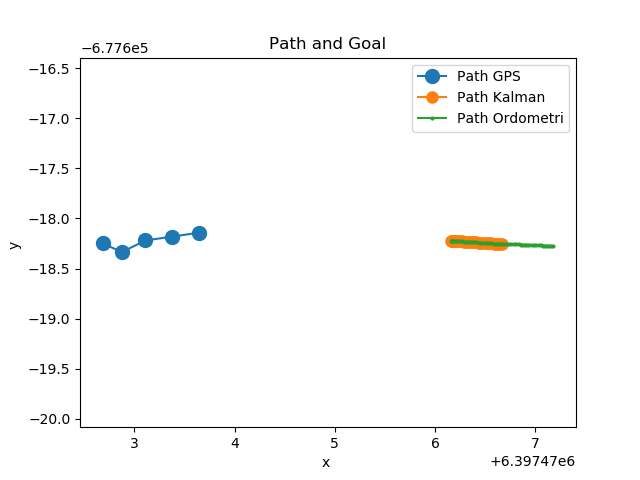 −6.776e5
Path and Goal
−16.5
−17.0
−17.5
−18.0
−18.5
−19.0
−19.5
−20.0
y
Path GPS
Path Kalman
Path Ordometri
3 4 5 6 7
x
+6.39747e6